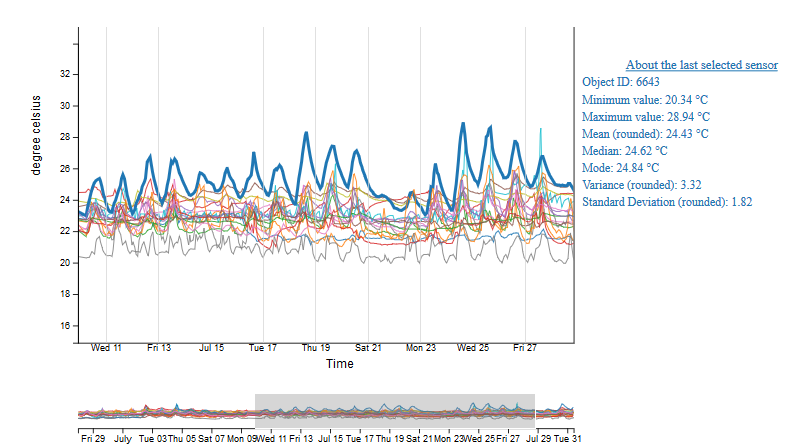 About the last selected sensor
Object ID: 6643
Minimum value: 20.34 °C
Maximum value: 28.94 °C
Mean (rounded): 24.43 °C
Median: 24.62 °C
Mode: 24.84 °C
Variance (rounded): 3.32
Standard Deviation (rounded): 1.82
degree celsius
32
30
28
26
24
22
20
18
16
Wed 11 Fri 13 Jul 15 Tue 17 Thu 19 Sat 21 Mon 23 Wed 25 Fri 27
Time
Fri 29 July Tue 03 Thu 05 Sat 07 Mon 09 Wed 11 Fri 13 Jul 15 Tue 17 Thu 19 Sat 21 Mon 23 Wed 25 Fri 27 Jul 29 Tue 31